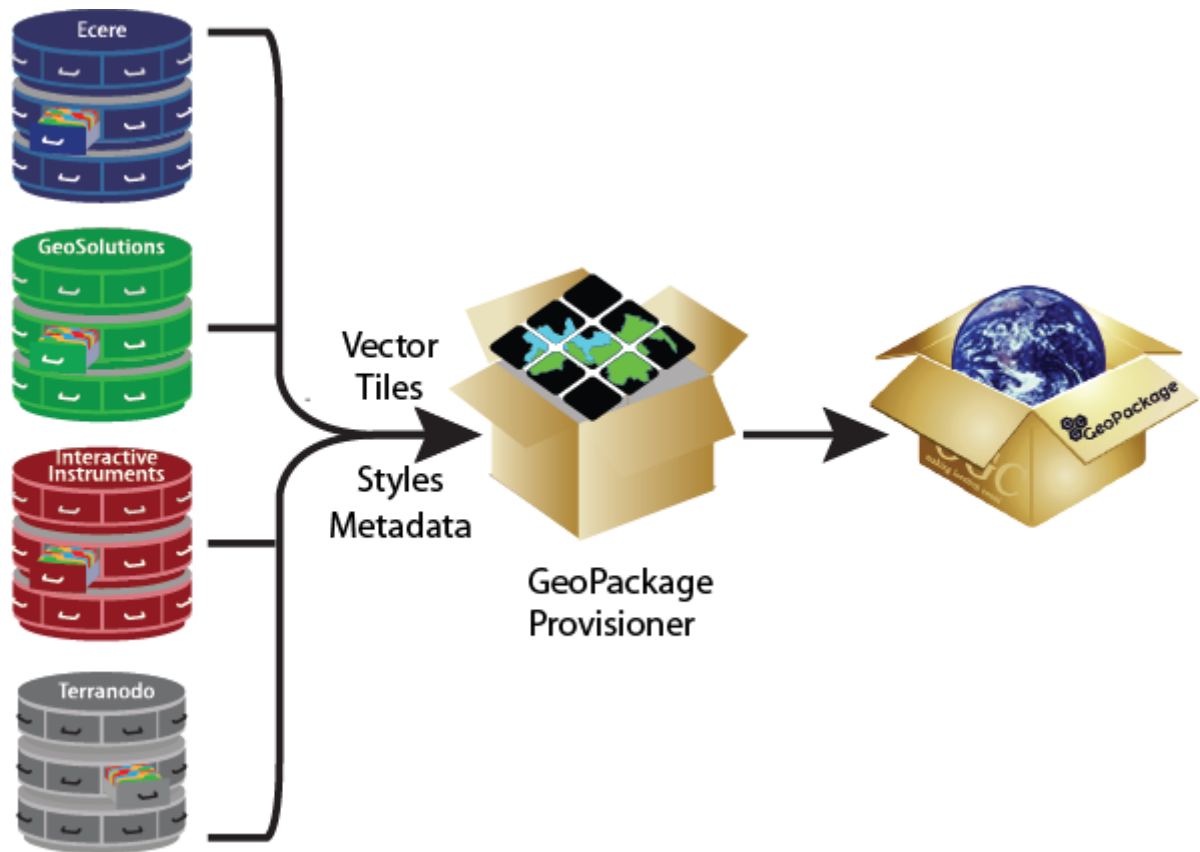 Ecere
GeoSolutions
Interactive
Instruments
Terranodo
Vector
Tiles
Styles
Metadata
GeoPackage
Provisioner
GeoPackage